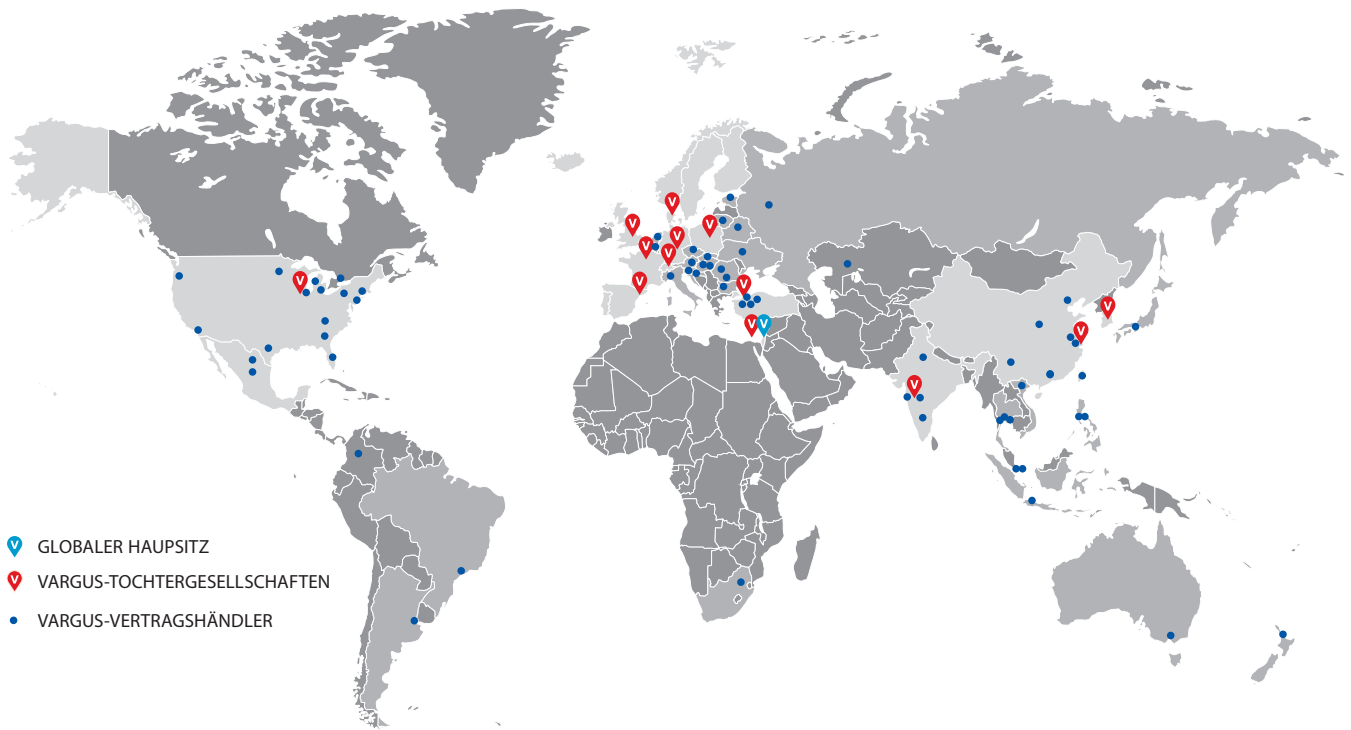 GLOBALER HAUPSITZ
VARGUS-TOCHTERGESELLSCHAFTEN
VARGUS-VERTRAGSHÄNDLER